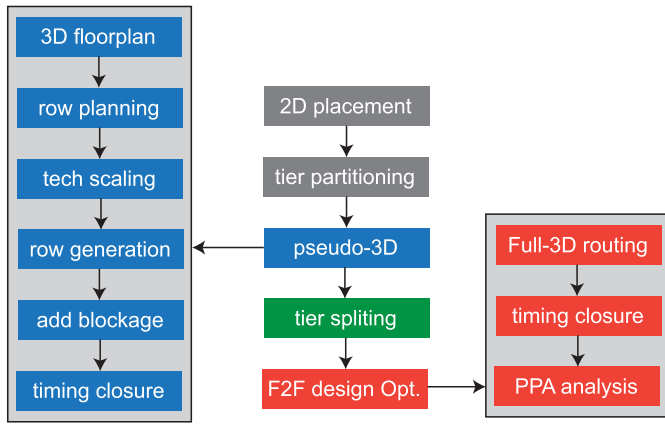 3D floorplan
row planning
tech scaling
row generation
add blockage
timing closure
2D placement
tier partitioning
pseudo-3D
tier spliting
F2F design Opt.
Full-3D routing
timing closure
PPA analysis